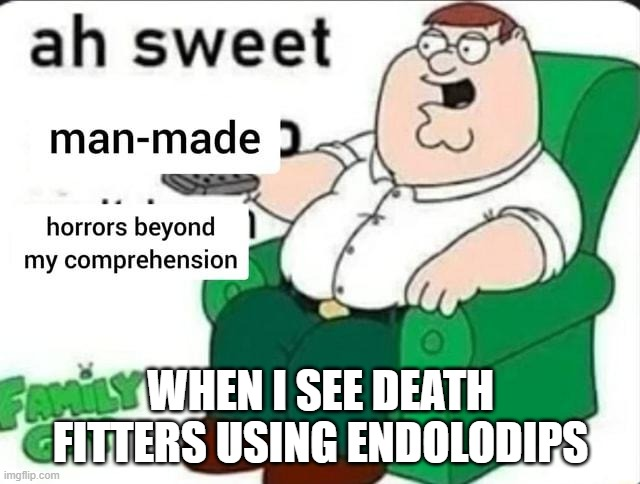 ah sweet
man-made
horrors beyond
my comprehension
FAMILY
WHEN I SEE DEATH
FITTERS USING ENDOLODIPS
imgflip.com